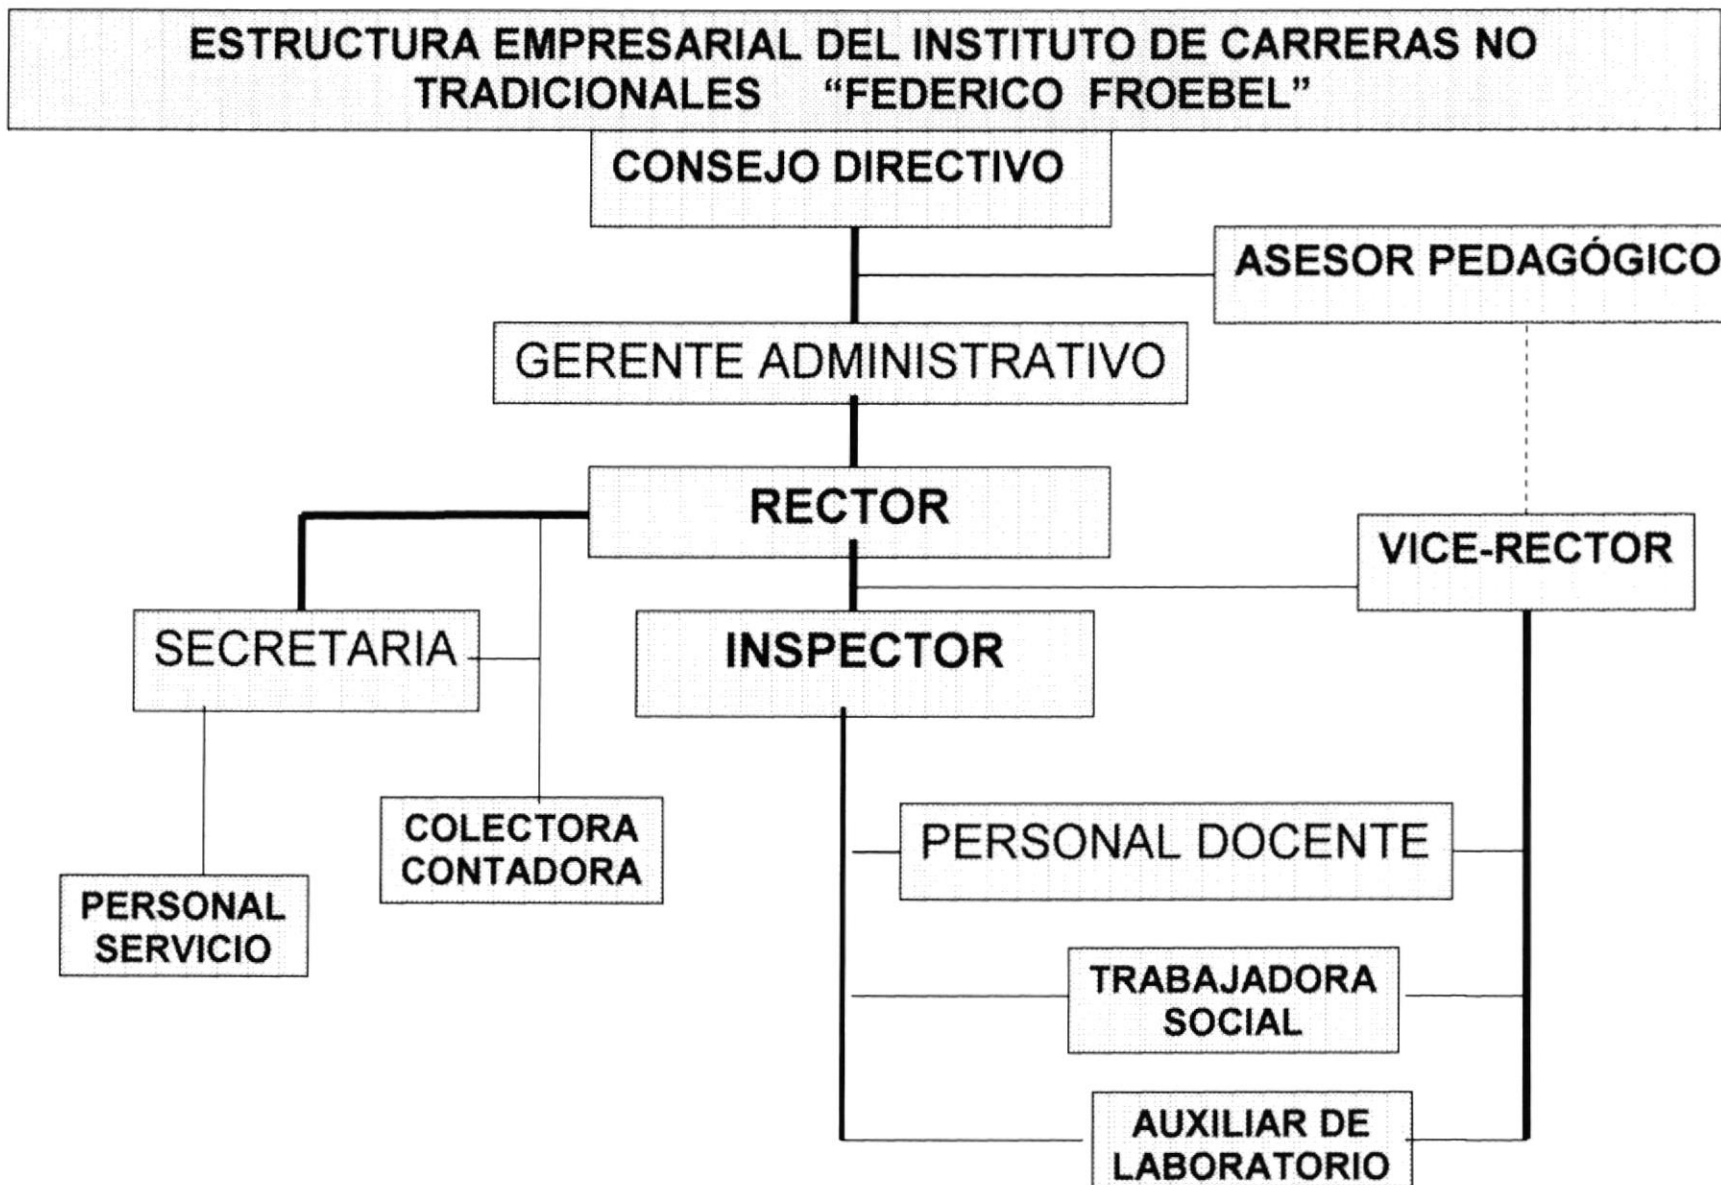 ESTRUCTURA EMPRESARIAL DEL INSTITUTO DE CARRERAS NO
TRADICIONALES “FEDERICO FROEBEL”
CONSEJO DIRECTIVO
ASESOR PEDAGÓGICO
GERENTE ADMINISTRATIVO
RECTOR
VICE-RECTOR
SECRETARIA
INSPECTOR
COLECTORA
CONTADORA
PERSONAL DOCENTE
PERSONAL
SERVICIO
TRABAJADORA
SOCIAL
AUXILIAR DE
LABORATORIO